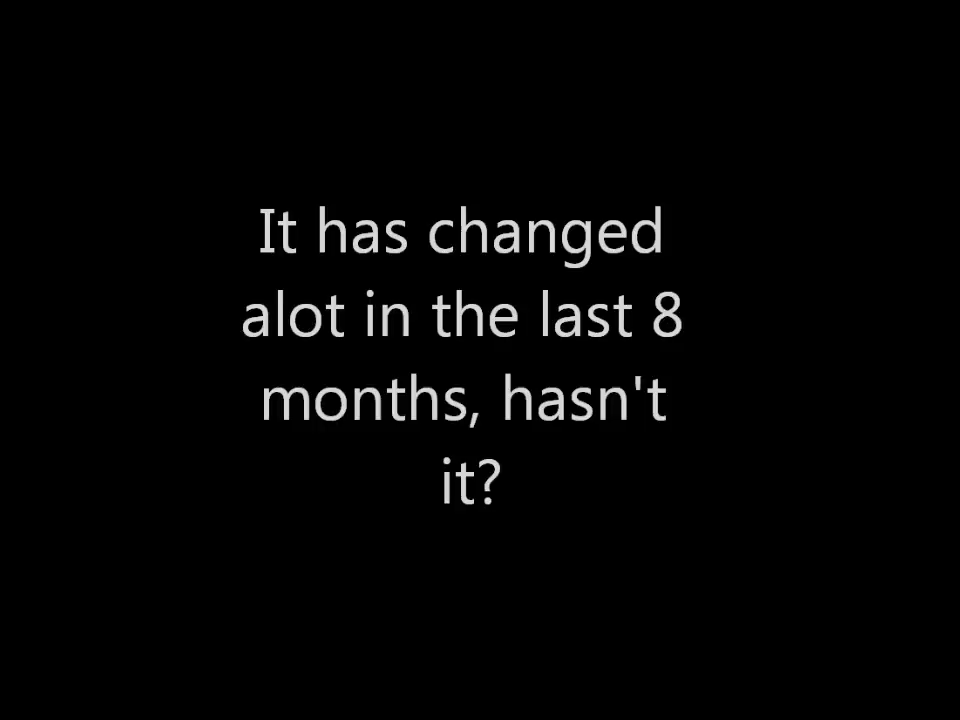 It has changed
alot in the last 8
months, hasn't
it?